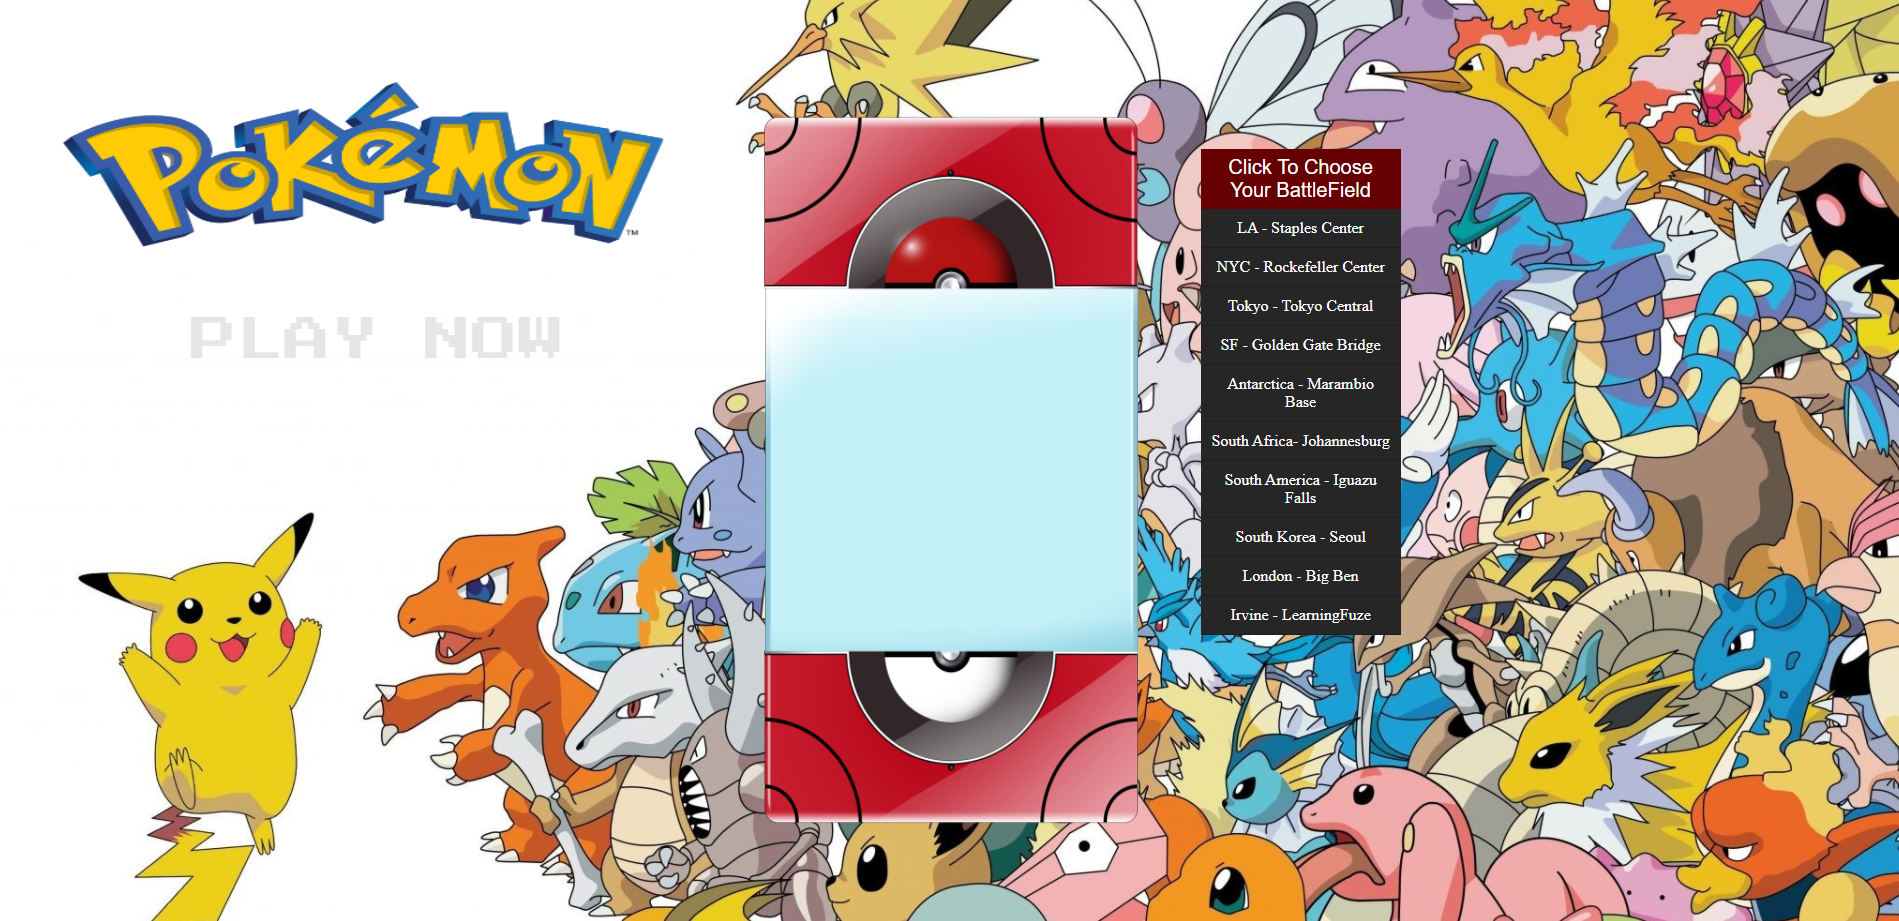 POKéMON
™
PLAY NOW
Click To Choose
Your BattleField
LA - Staples Center
NYC - Rockefeller Center
Tokyo - Tokyo Central
SF - Golden Gate Bridge
Antarctica - Marambio
Base
South Africa- Johannesburg
South America - Iguazu
Falls
South Korea - Seoul
London - Big Ben
Irvine - LearningFuze